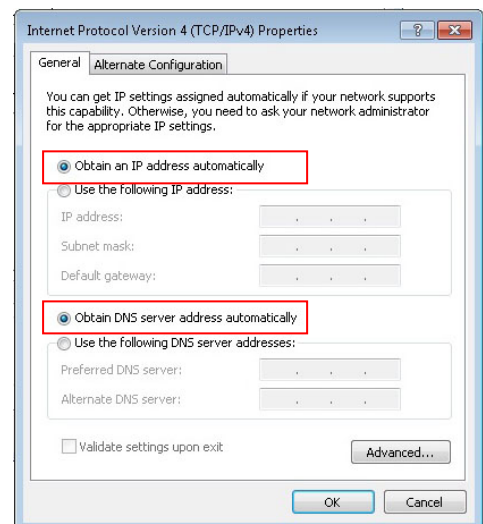 Internet Protocol Version 4 (TCP/IPv4) Properties
General
Alternate Configuration
You can get IP settings assigned automatically if your network supports
this capability. Otherwise, you need to ask your network administrator
for the appropriate IP settings.
Obtain an IP address automatically
Use the following IP address:
IP address:
Subnet mask:
Default gateway:
Obtain DNS server address automatically
Use the following DNS server addresses:
Preferred DNS server:
Alternate DNS server:
Validate settings upon exit
Advanced...
OK
Cancel